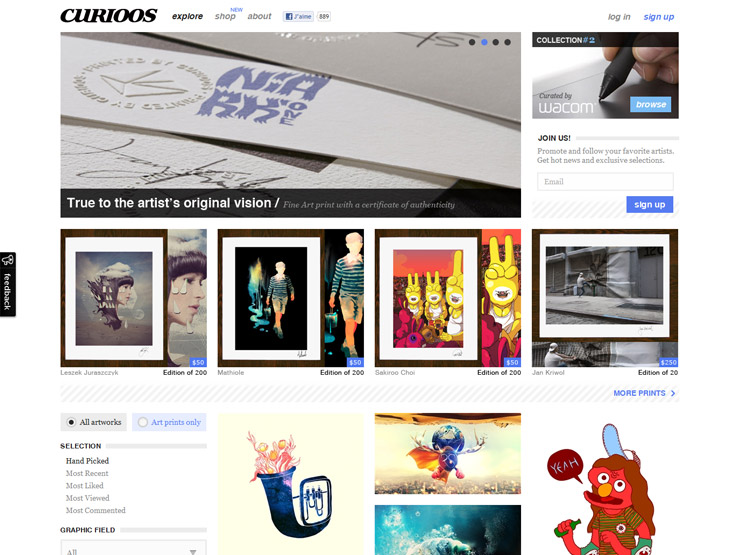 CURIOOS
explore
shop
NEW
about
J'aime
889
log in
sign up
COLLECTION#2
Curated by
wacom
browse
True to the artist's original vision / Fine Art print with a certificate of authenticity
JOIN US!
Promote and follow your favorite artists.
Get hot news and exclusive selections.
Email
sign up
feedback
$50
$50
$50
$250
Leszek Juraszczyk
Edition of 200
Mathiole
Edition of 200
Sakiroo Choi
Edition of 200
Jan Kriwol
Edition of 20
MORE PRINTS
All artworks
Art prints only
SELECTION
Hand Picked
Most Recent
Most Liked
Most Viewed
Most Commented
GRAPHIC FIELD
All
YEAH